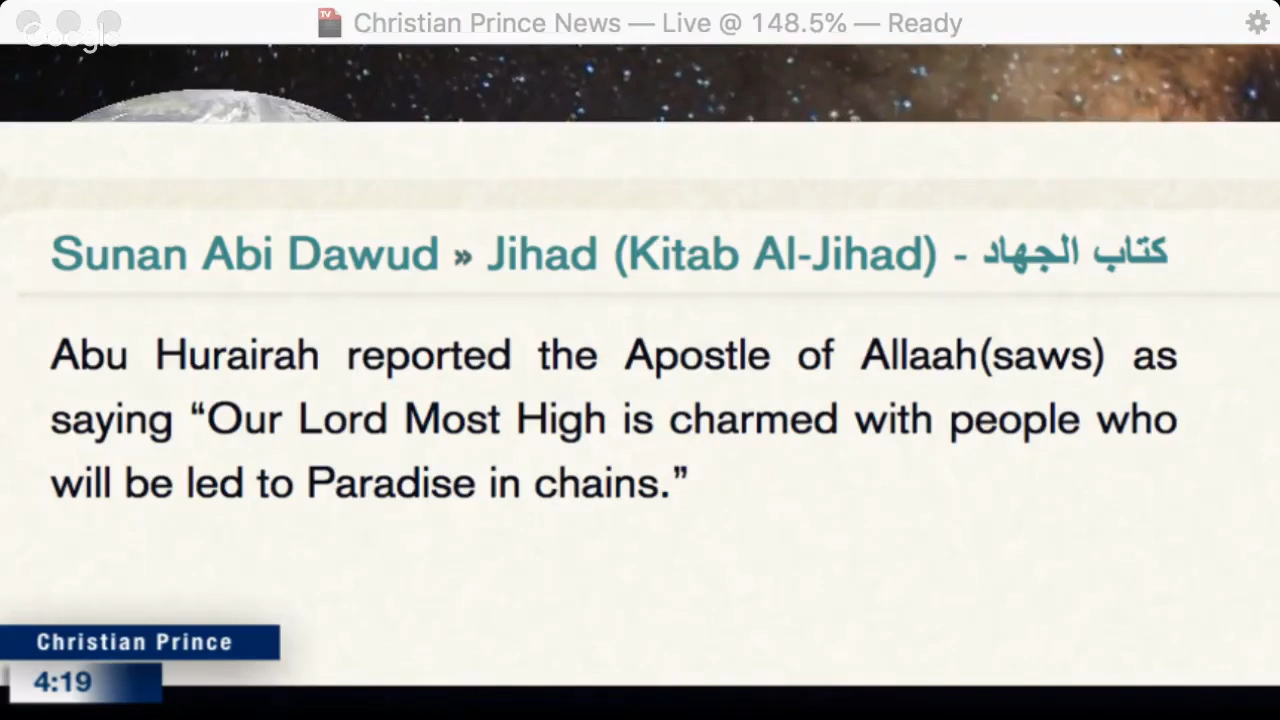 TV
Christian Prince News — Live @ 148.5% — Ready
Google
Sunan Abi Dawud » Jihad (Kitab Al-Jihad) - كتاب الجهاد
Abu Hurairah reported the Apostle of Allaah(saws) as
saying “Our Lord Most High is charmed with people who
will be led to Paradise in chains.”
Christian Prince
4:19